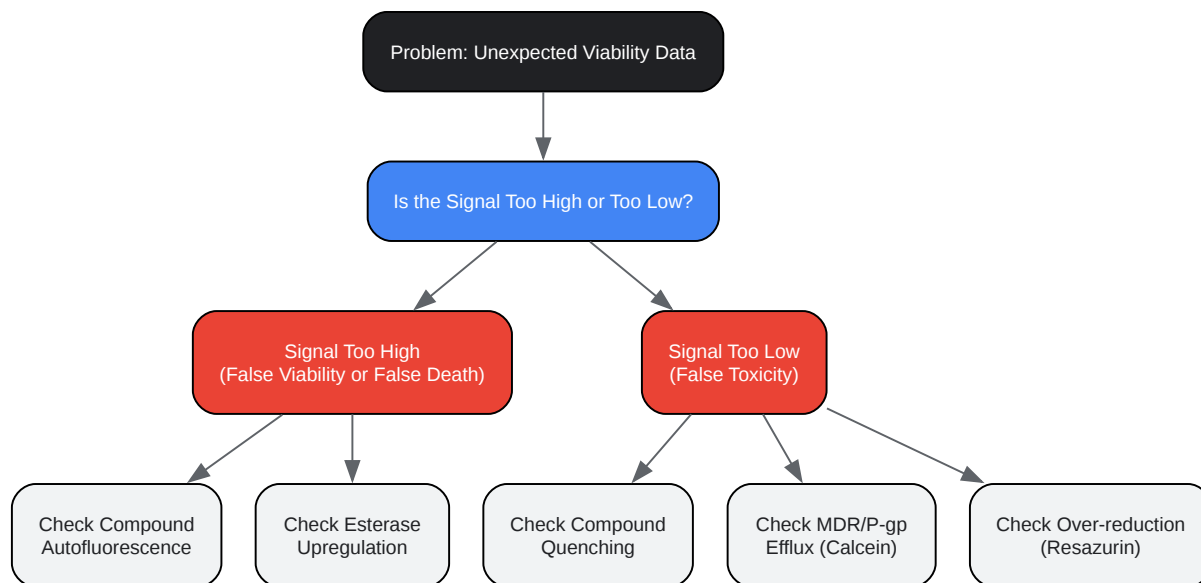 Problem: Unexpected Viability Data
Is the Signal Too High or Too Low?
Signal Too High
(False Viability or False Death)
Signal Too Low
(False Toxicity)
Check Compound
Autofluorescence
Check Esterase
Upregulation
Check Compound
Quenching
Check MDR/P-gp
Efflux (Calcein)
Check Over-reduction
(Resazurin)